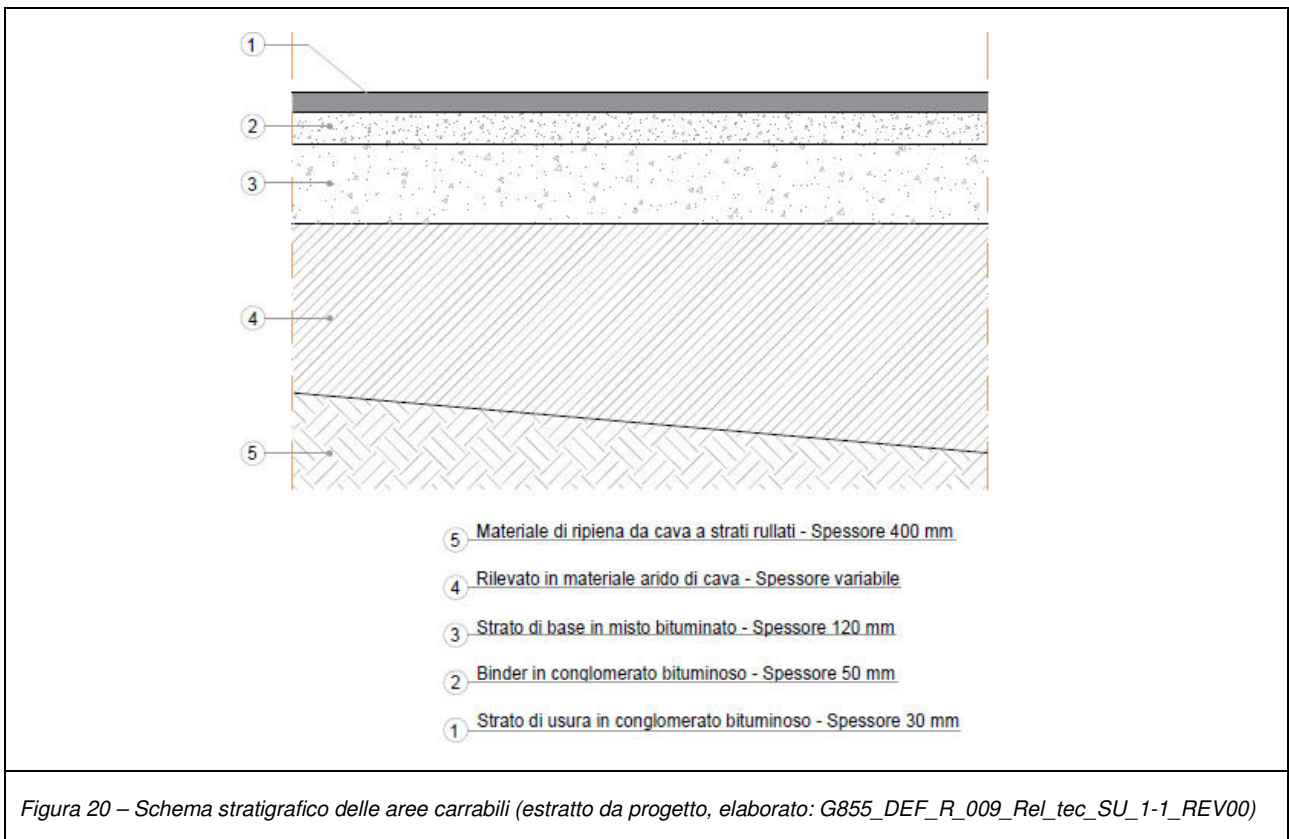 1
2
3
4
5
5 Materiale di ripiena da cava a strati rullati - Spessore 400 mm
4 Rilevato in materiale arido di cava - Spessore variabile
3 Strato di base in misto bituminato - Spessore 120 mm
2 Binder in conglomerato bituminoso - Spessore 50 mm
1 Strato di usura in conglomerato bituminoso - Spessore 30 mm
Figura 20 – Schema stratigrafico delle aree carrabili (estratto da progetto, elaborato: G855_DEF_R_009_Rel_tec_SU_1-1_REV00)